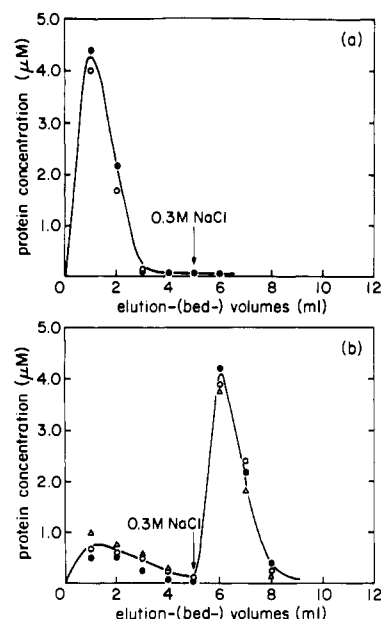 (a)
protein concentration (μM)
5.0
4.0
3.0
2.0
1.0
0.3M NaCl
0 2 4 6 8 10 12
elution-(bed-) volumes (ml)
(b)
protein concentration (μM)
5.0
4.0
3.0
2.0
1.0
0.3M NaCl
0 2 4 6 8 10 12
elution-(bed-) volumes (ml)